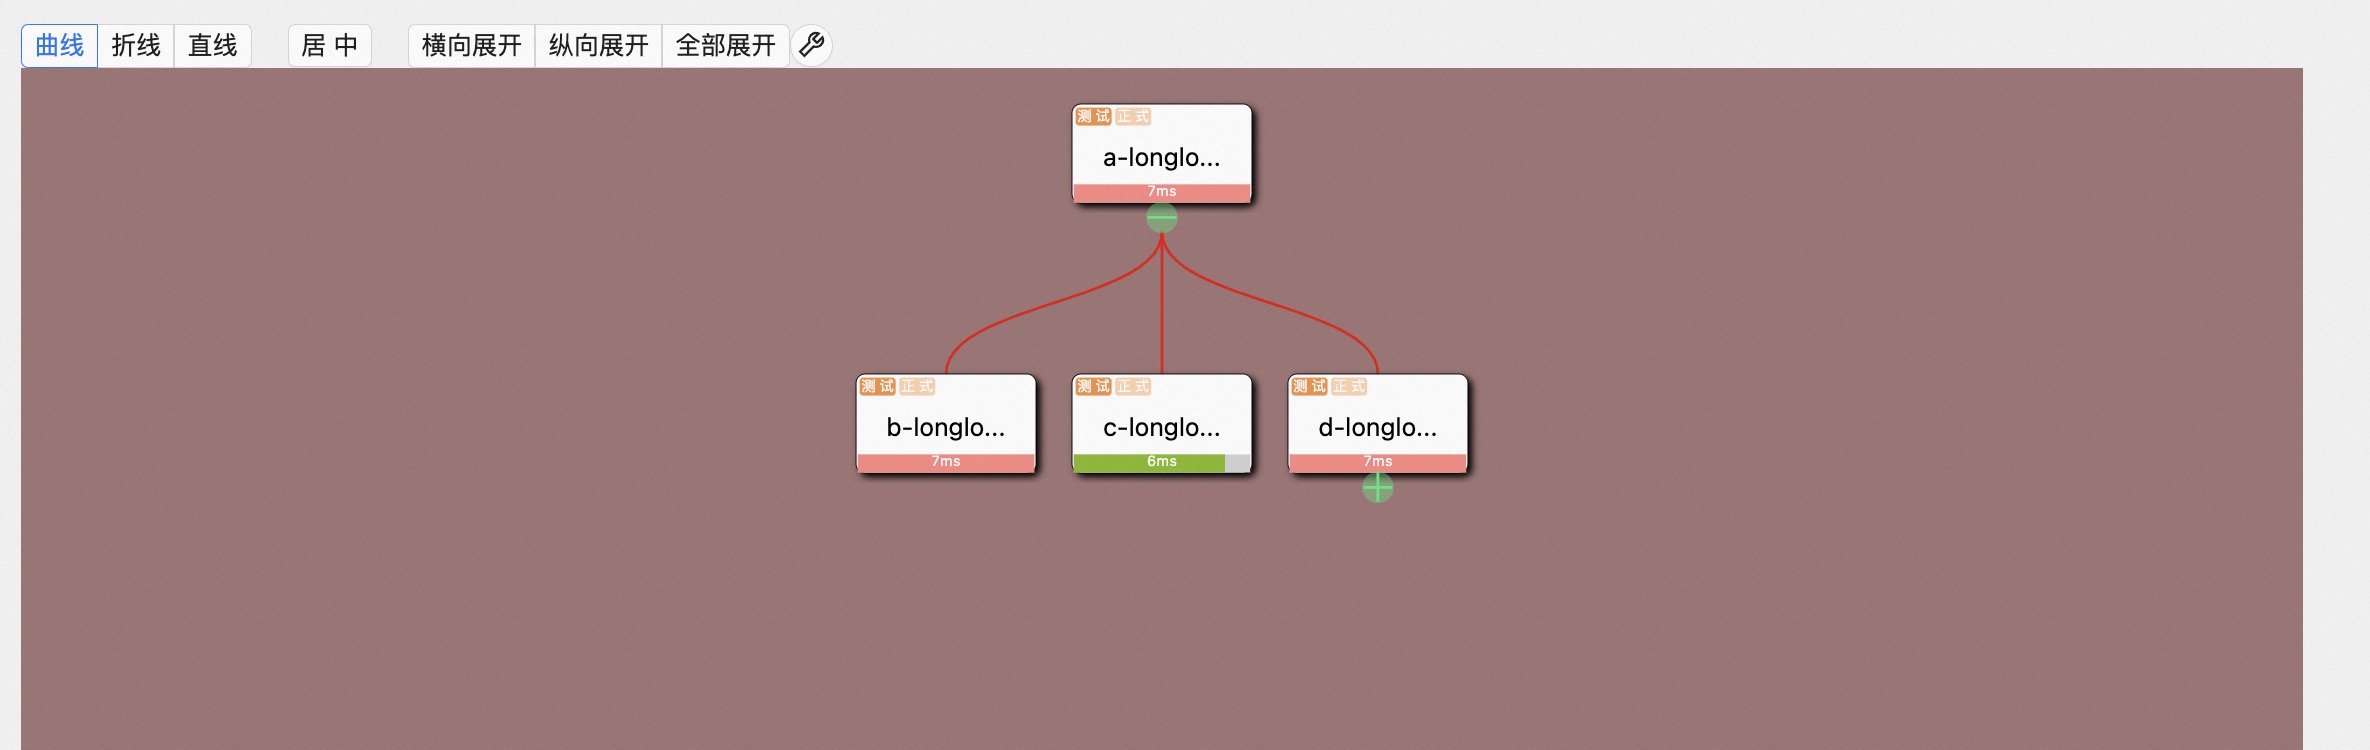 曲线 折线 直线 居 中 横向展开 纵向展开 全部展开
测 试 正 式
a-longlo...
7ms
测 试 正 式
b-longlo...
7ms
测 试 正 式
c-longlo...
6ms
测 试 正 式
d-longlo...
7ms